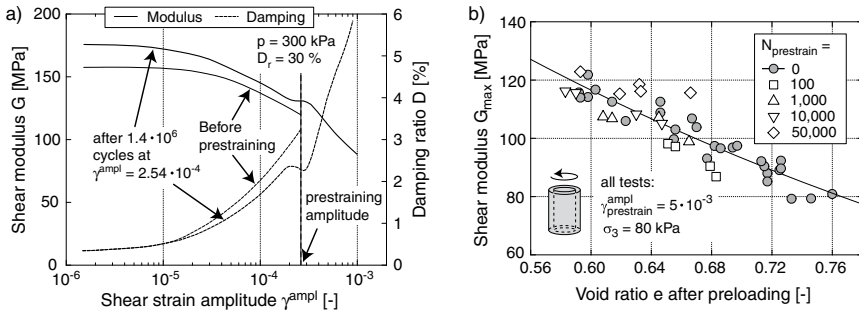 a)
Modulus
Damping
p = 300 kPa
Dr = 30 %
after 1.4·10⁶
cycles at
γ^ampl = 2.54·10⁻⁴
Before
prestraining
prestraining
amplitude
200
150
100
50
0
Shear modulus G [MPa]
6
5
4
3
2
1
0
Damping ratio D [%]
10⁻⁶
10⁻⁵
10⁻⁴
10⁻³
Shear strain amplitude γ^ampl [-]
b)
N_prestrain =
0
100
1,000
10,000
50,000
all tests:
γ^ampl_prestrain = 5·10⁻³
σ₃ = 80 kPa
140
120
100
80
60
Shear modulus G_max [MPa]
0.56
0.60
0.64
0.68
0.72
0.76
Void ratio e after preloading [-]